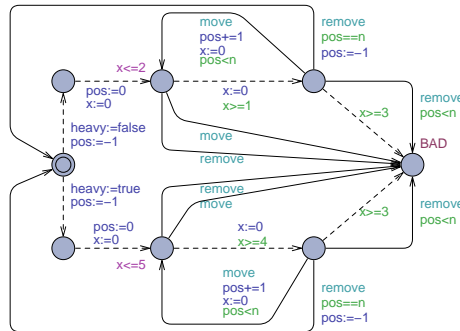 move
pos+=1
x:=0
pos<n
remove
pos==n
pos:=−1
x<=2
pos:=0
x:=0
x:=0
x>=1
x>=3
remove
pos<n
heavy:=false
pos:=−1
move
remove
BAD
heavy:=true
pos:=−1
remove
move
pos:=0
x:=0
x<=5
x:=0
x>=4
x>=3
remove
pos<n
move
pos+=1
x:=0
pos<n
remove
pos==n
pos:=−1